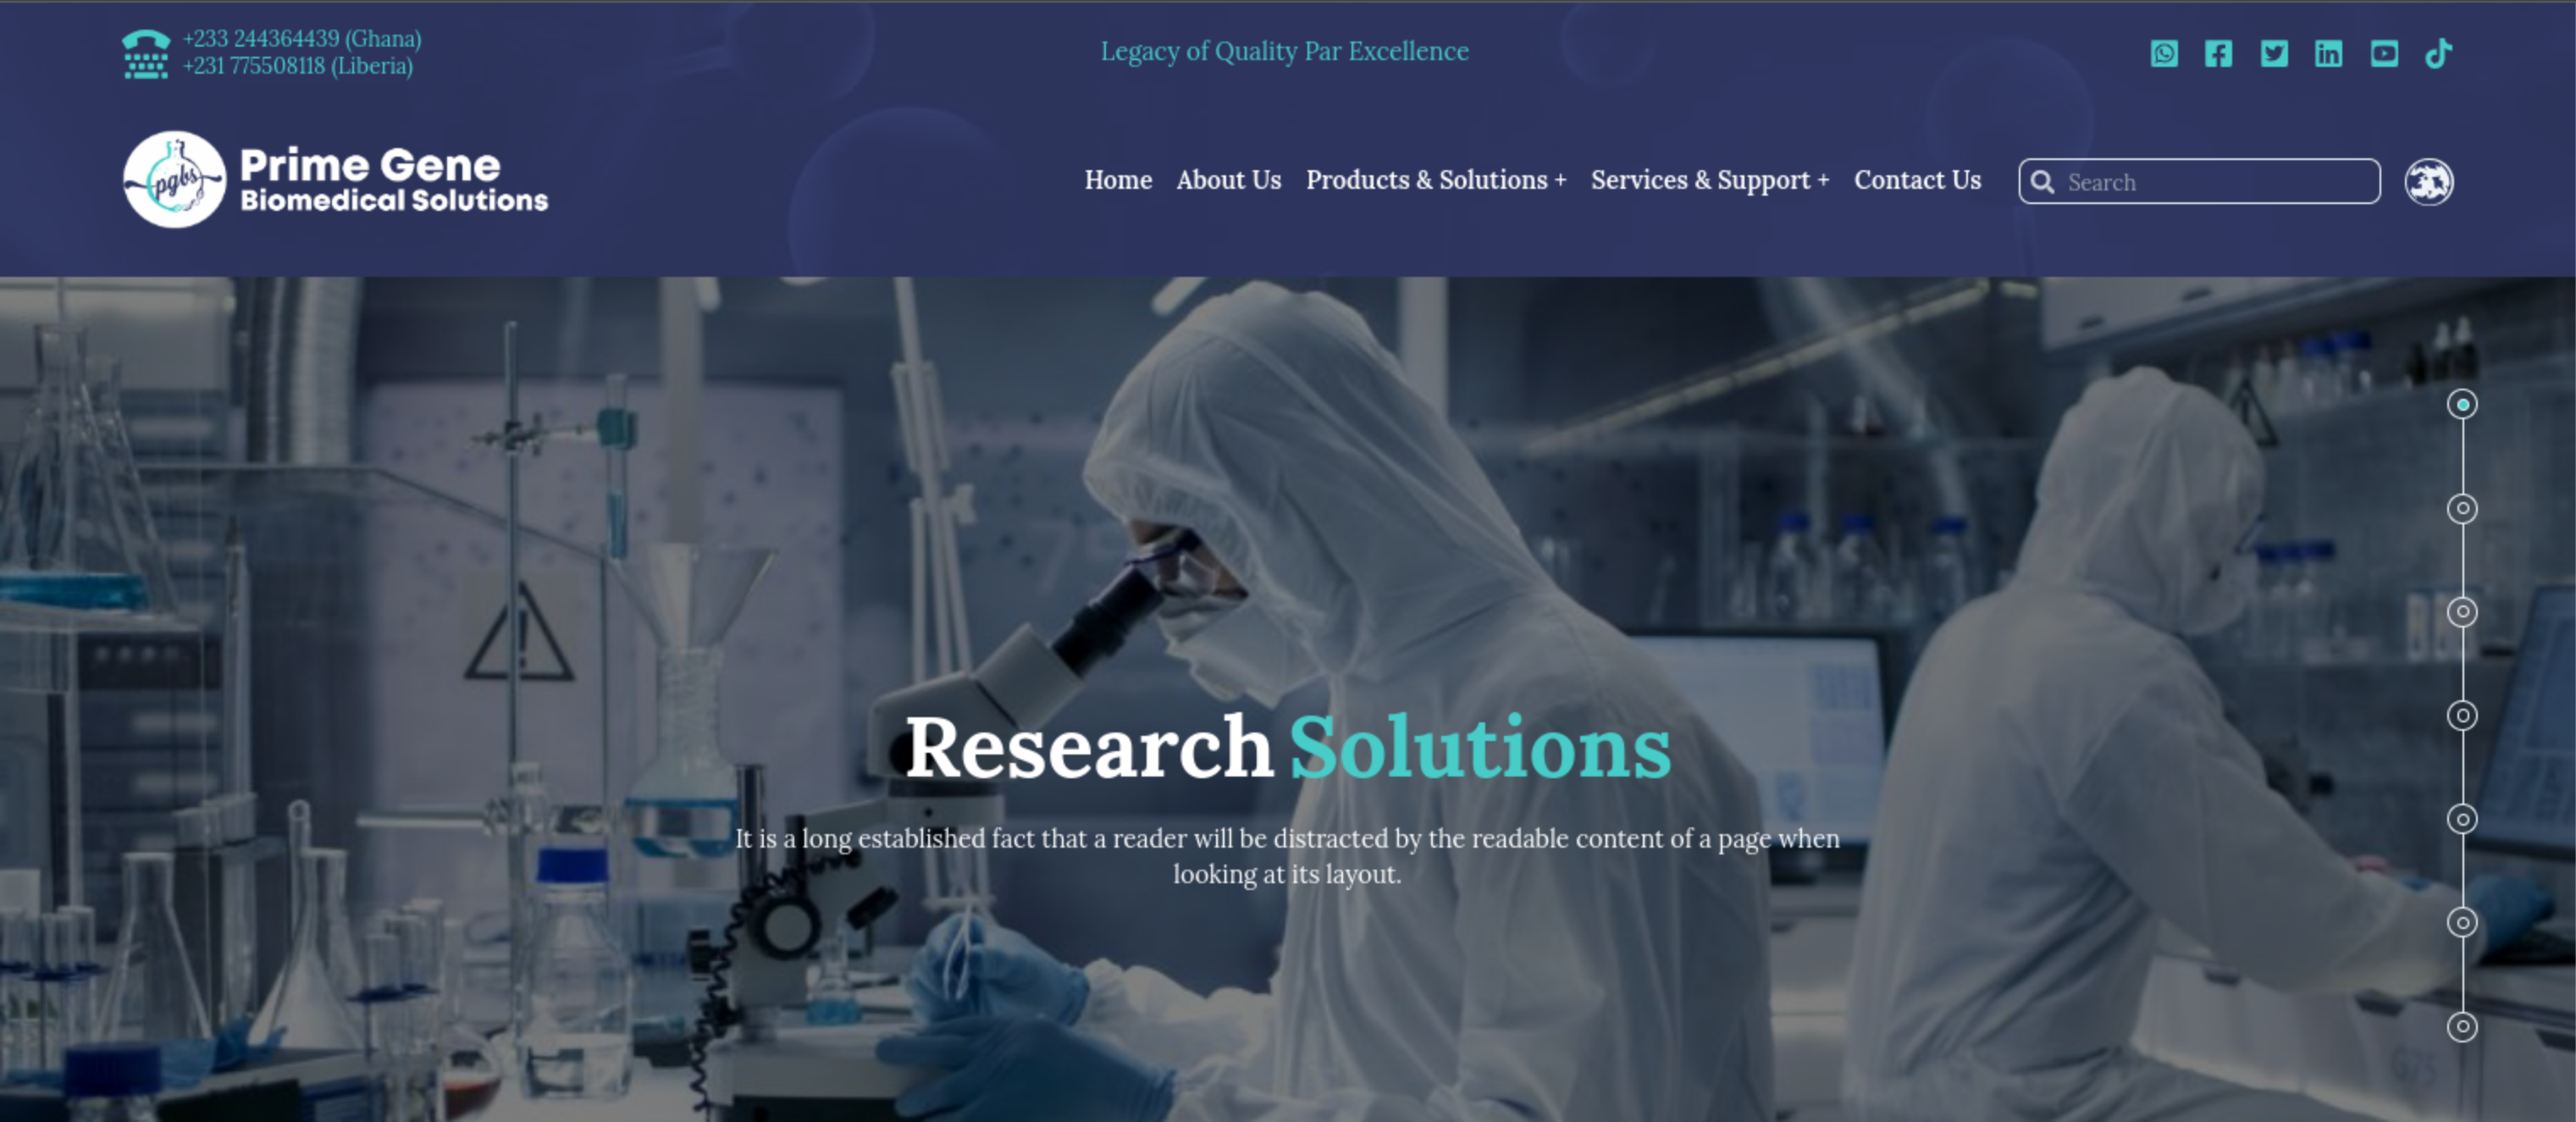 +233 244364439 (Ghana)
+231 775508118 (Liberia)
Legacy of Quality Par Excellence
pgbs
Prime Gene
Biomedical Solutions
Home About Us Products & Solutions + Services & Support + Contact Us Search
Research Solutions
It is a long established fact that a reader will be distracted by the readable content of a page when
looking at its layout.
G75